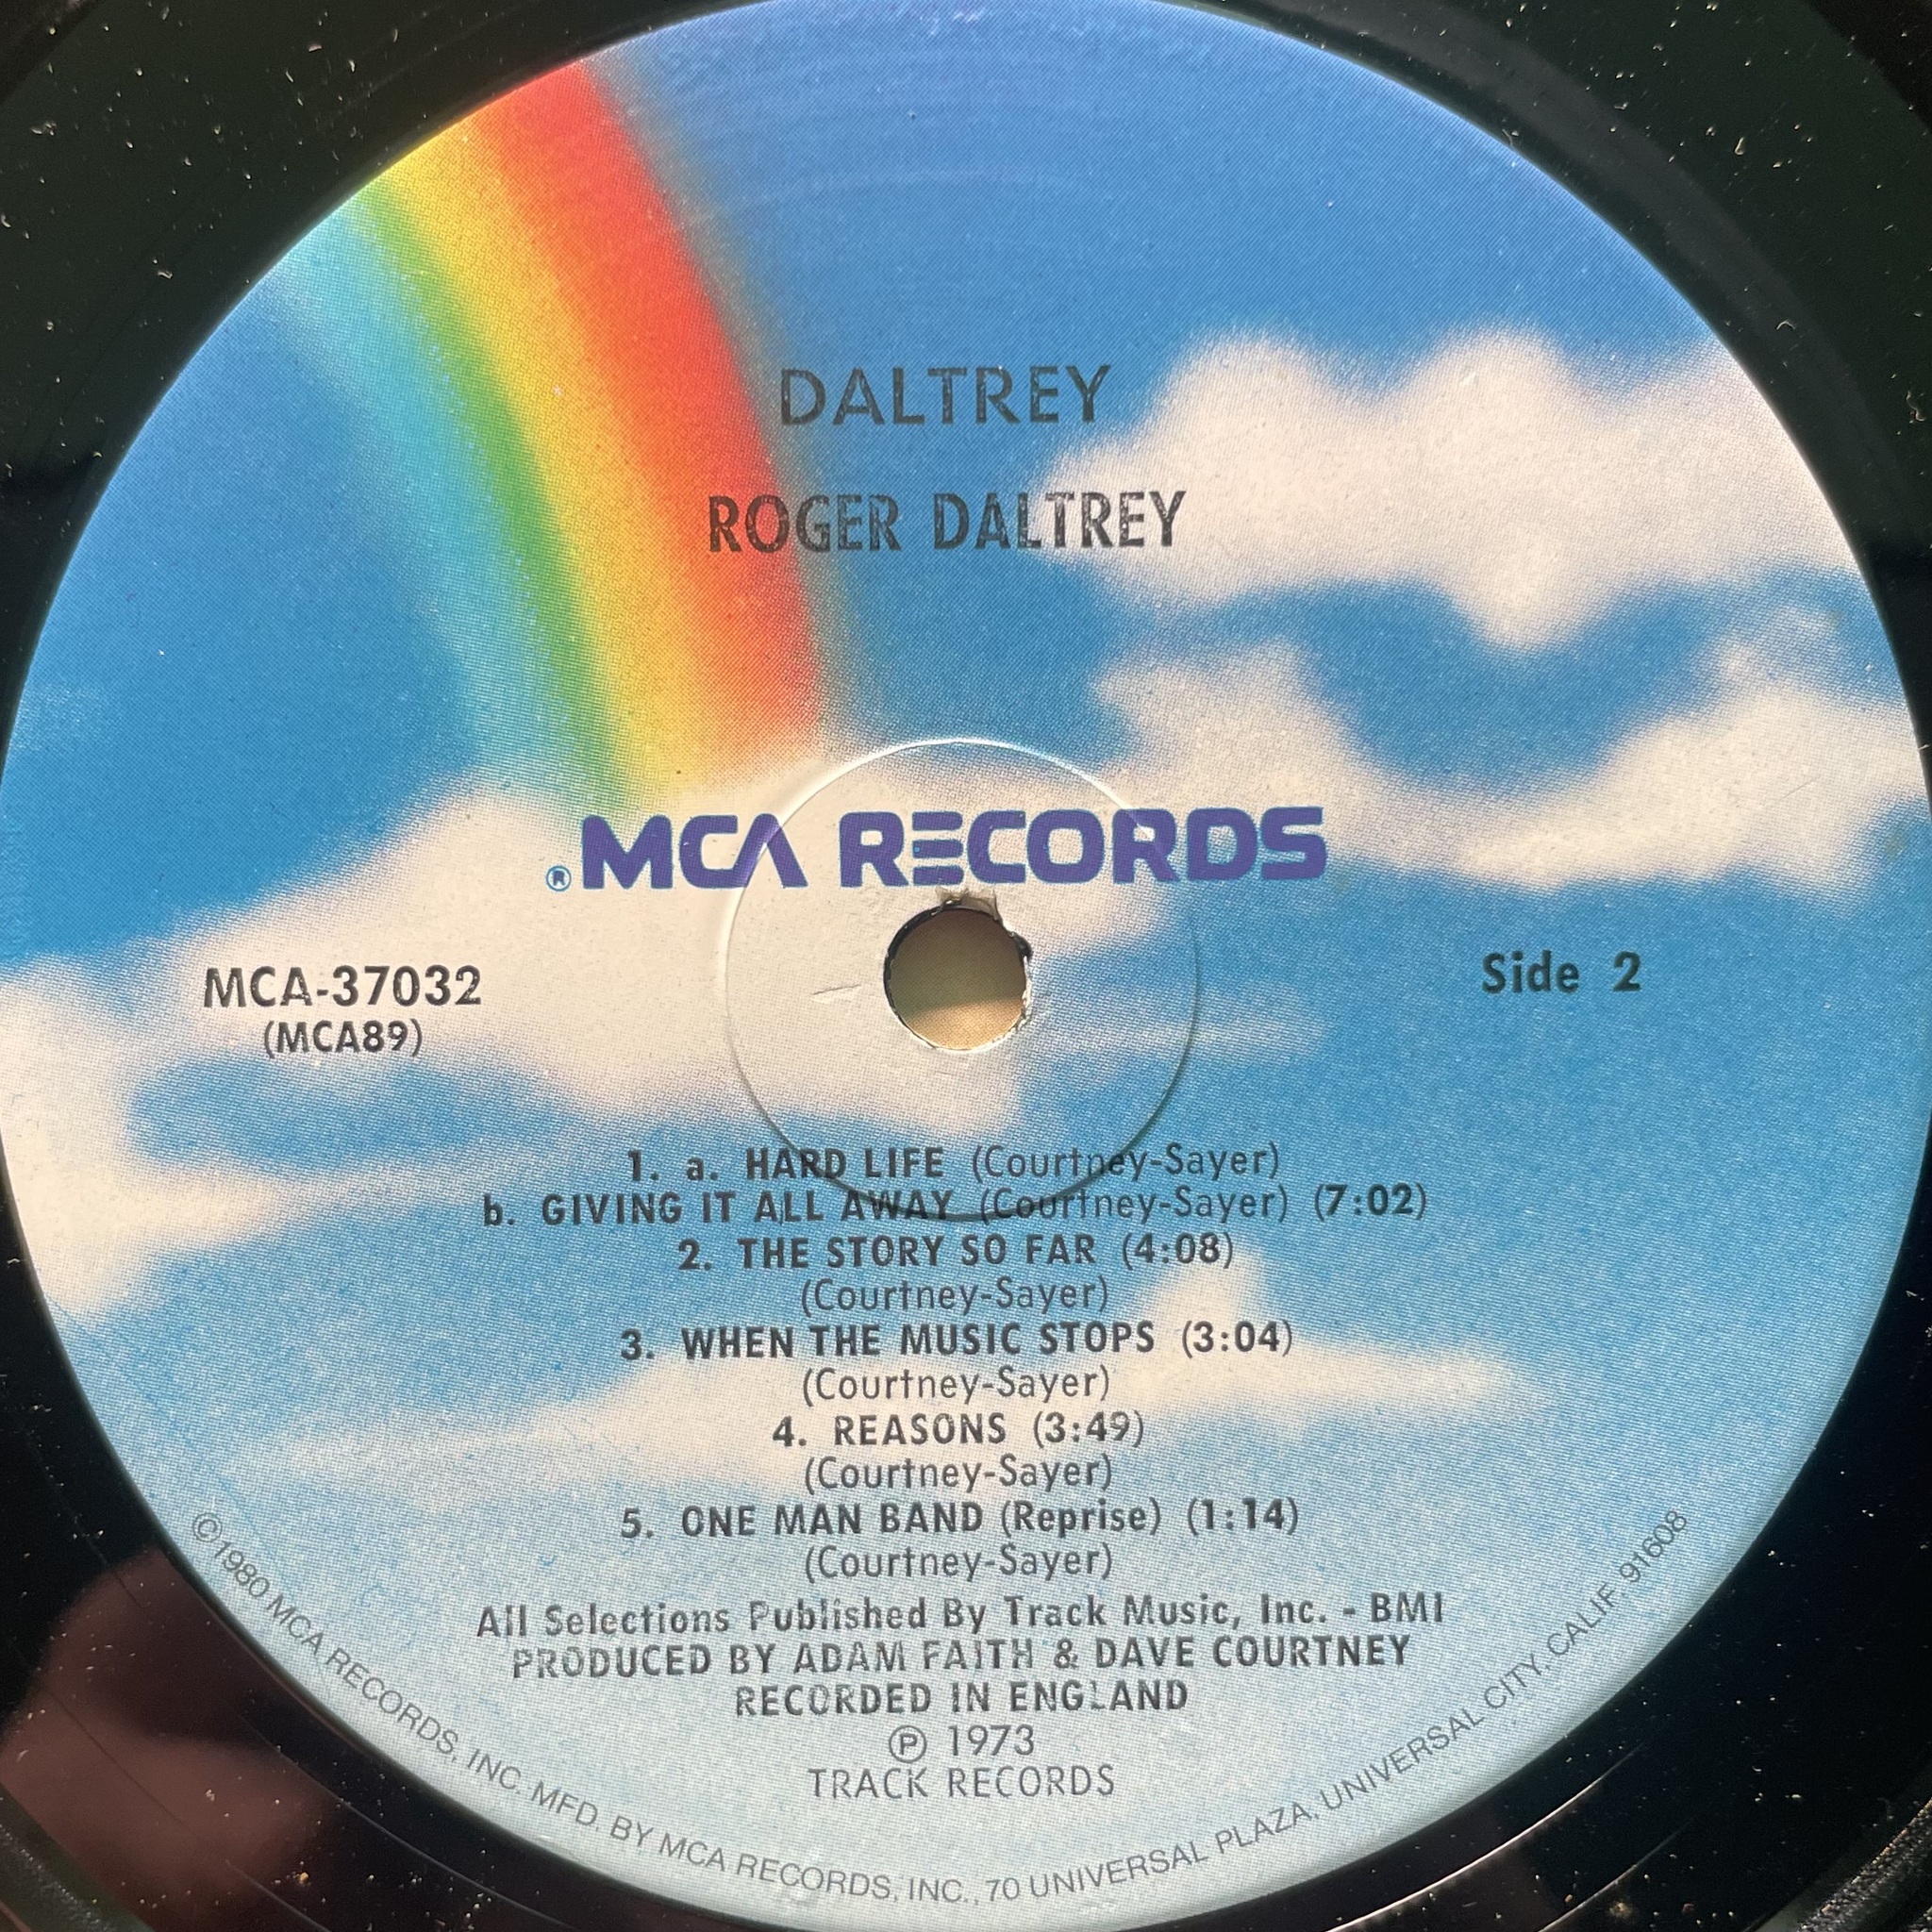 DALTREY
ROGER DALTREY
® MCA RECORDS
MCA-37032
(MCA89)
Side 2
1. a. HARD LIFE (Courtney-Sayer)
b. GIVING IT ALL AWAY (Courtney-Sayer) (7:02)
2. THE STORY SO FAR (4:08)
(Courtney-Sayer)
3. WHEN THE MUSIC STOPS (3:04)
(Courtney-Sayer)
4. REASONS (3:49)
(Courtney-Sayer)
5. ONE MAN BAND (Reprise) (1:14)
(Courtney-Sayer)
All Selections Published By Track Music, Inc. - BMI
PRODUCED BY ADAM FAITH & DAVE COURTNEY
RECORDED IN ENGLAND
℗ 1973
TRACK RECORDS
©1980 MCA RECORDS, INC. MFD. BY MCA RECORDS, INC., 70 UNIVERSAL PLAZA, UNIVERSAL CITY, CALIF. 91608